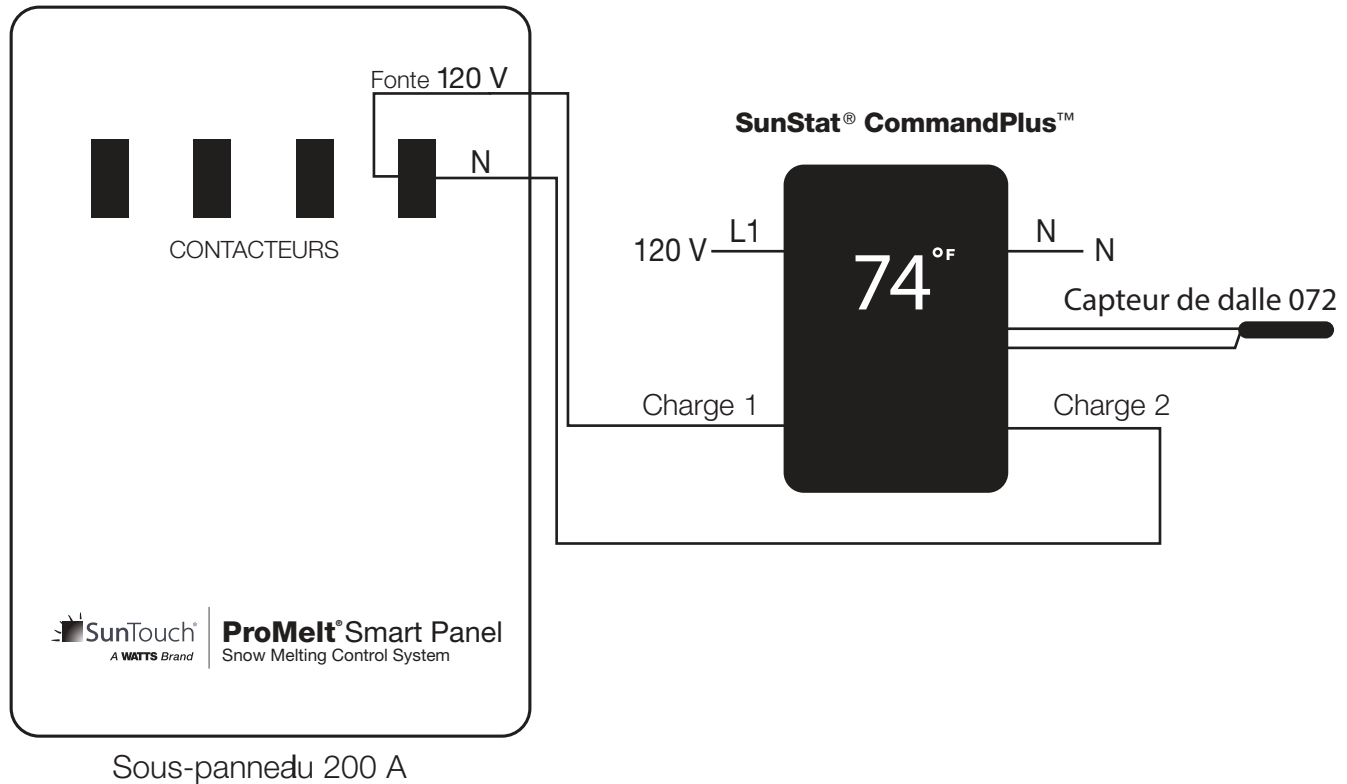 Fonte 120 V
N
CONTACTEURS
SunStat® CommandPlus™
120 V
L1
74°F
N
N
Capteur de dalle 072
Charge 1
Charge 2
SunTouch®
A WATTS Brand
ProMelt® Smart Panel
Snow Melting Control System
Sous-panneau 200 A